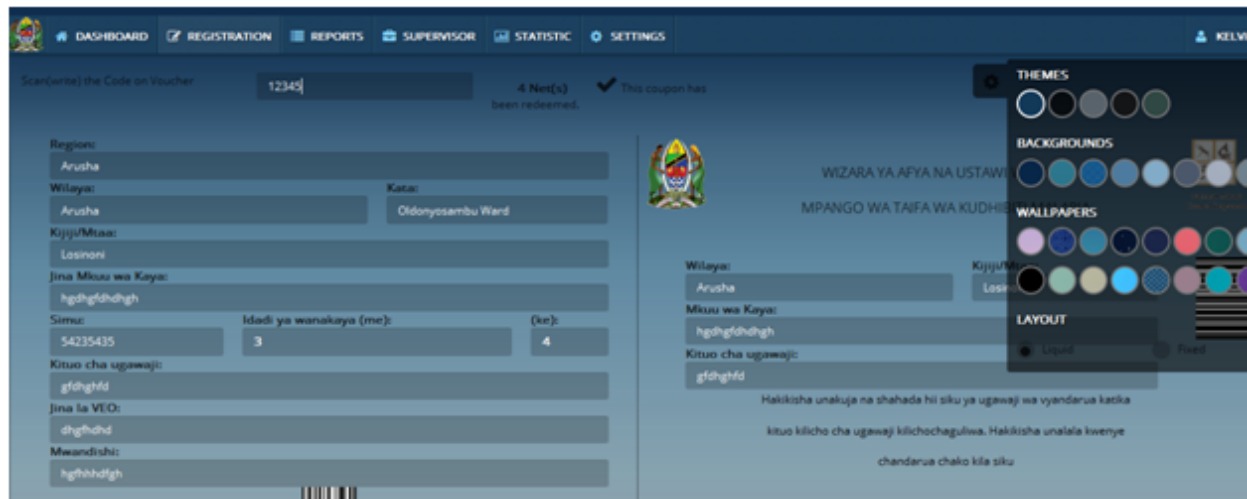 DASHBOARD REGISTRATION REPORTS SUPERVISOR STATISTIC SETTINGS
Scan(write) the Code on Voucher 12345 4 Net(s) This coupon has
been redeemed.
THEMES
BACKGROUNDS
WALLPAPERS
LAYOUT
Liquid Fixed
Region:
Arusha
Wilaya: Kata:
Arusha Oldonyosambu Ward
Kijiji/Mtaa:
Losinoni
Jina Mkuu wa Kaya:
hgdhgfdhdhgh
Simu: Idadi ya wanakaya (me): (ke):
54235435 3 4
Kituo cha ugawaji:
gfdhghfd
Jina la VEO:
dhgfhdhd
Mwandishi:
hgfhhhdfgh
WIZARA YA AFYA NA USTAWI
MPANGO WA TAIFA WA
Wilaya:
Arusha
Mkuu wa Kaya:
hgdhgfdhdhgh
Kituo cha ugawaji:
gfdhghfd
Hakikisha unakuja na shahada hii siku ya ugawaji wa vyandarua katika
kituo kilicho cha ugawaji kilichochaguliwa. Hakikisha unalala kwenye
chandarua chako kila siku